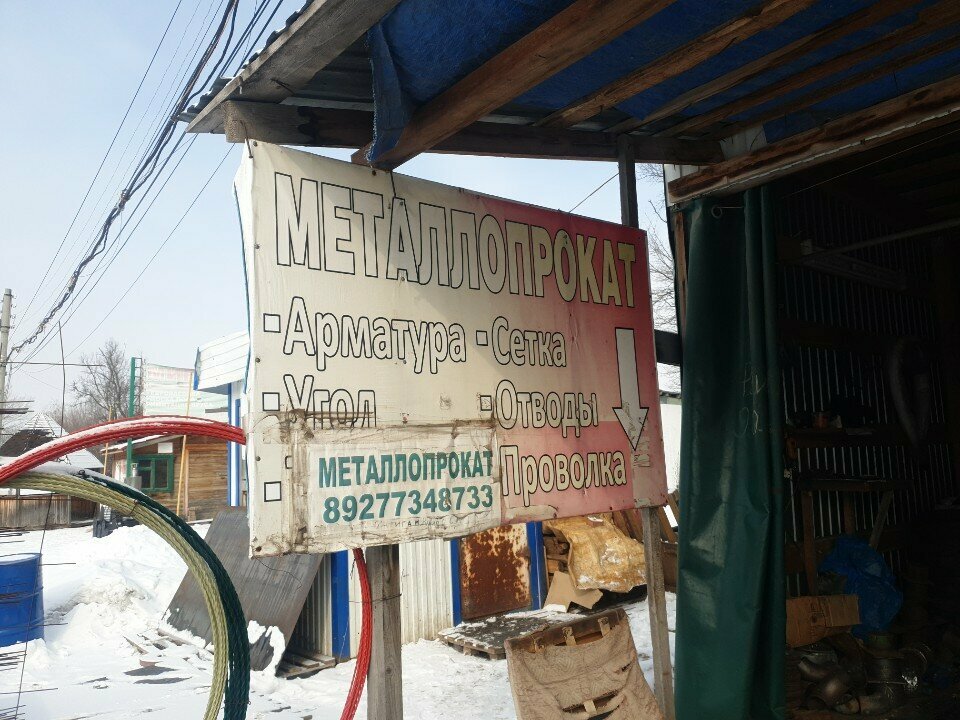 МЕТАЛЛОПРОКАТ
▪Арматура ▪Сетка
▪Угол ▪Отводы
Проволка
МЕТАЛЛОПРОКАТ
89277348733